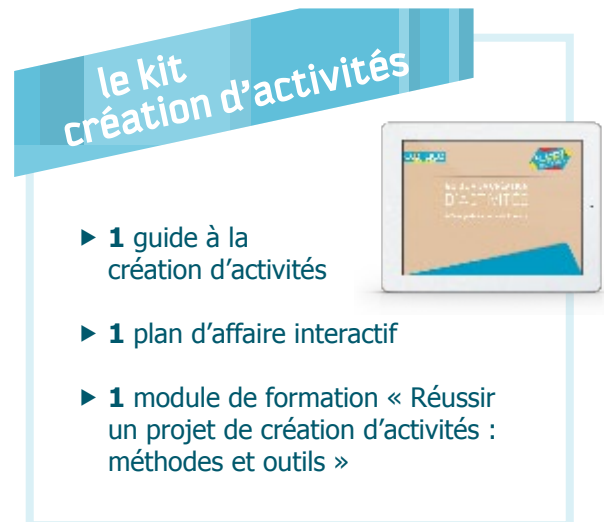 le kit
création d'activités
► 1 guide à la
création d'activités
► 1 plan d'affaire interactif
► 1 module de formation « Réussir
un projet de création d'activités :
méthodes et outils »
D'ACTIVITÉS